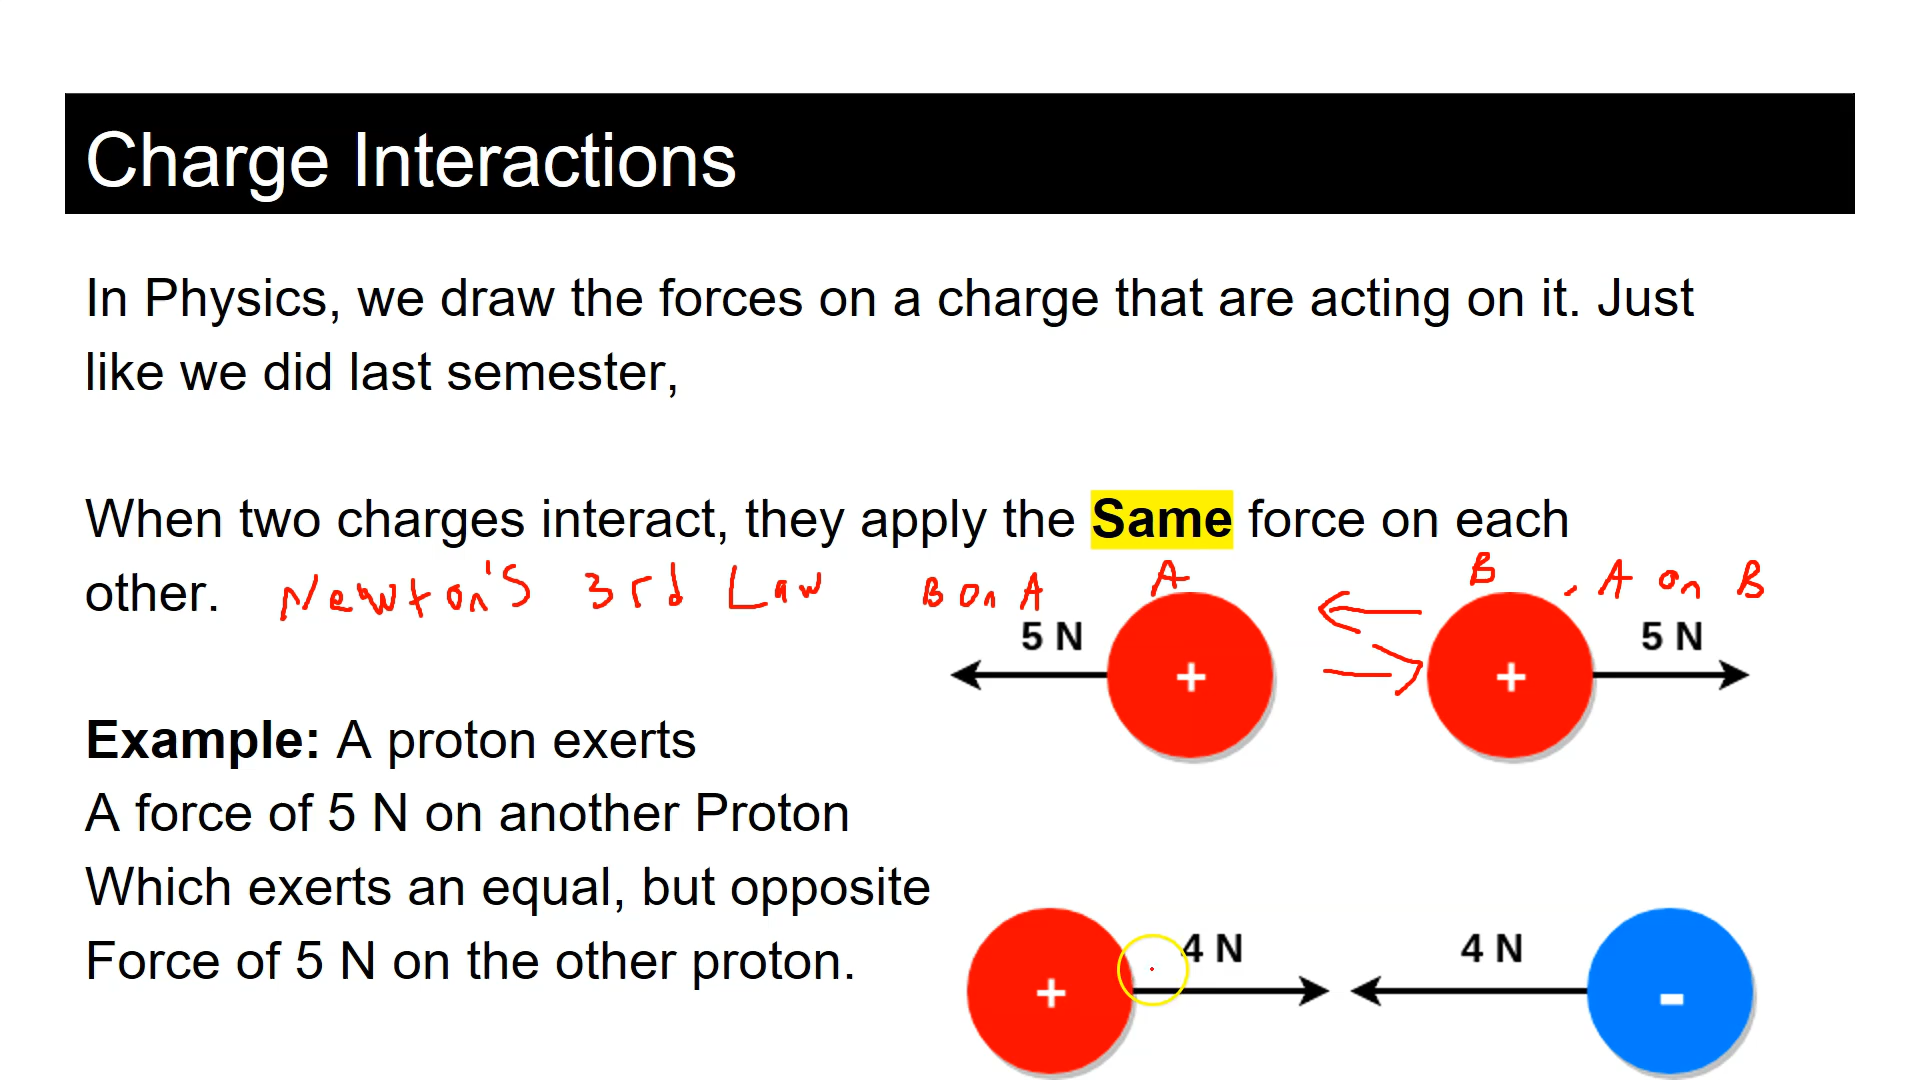 Charge Interactions
In Physics, we draw the forces on a charge that are acting on it. Just
like we did last semester,
When two charges interact, they apply the Same force on each
other. Newton's 3rd Law
B on A
A
B
A on B
5 N
5 N
+
+
Example: A proton exerts
A force of 5 N on another Proton
Which exerts an equal, but opposite
Force of 5 N on the other proton.
4 N
4 N
+
-